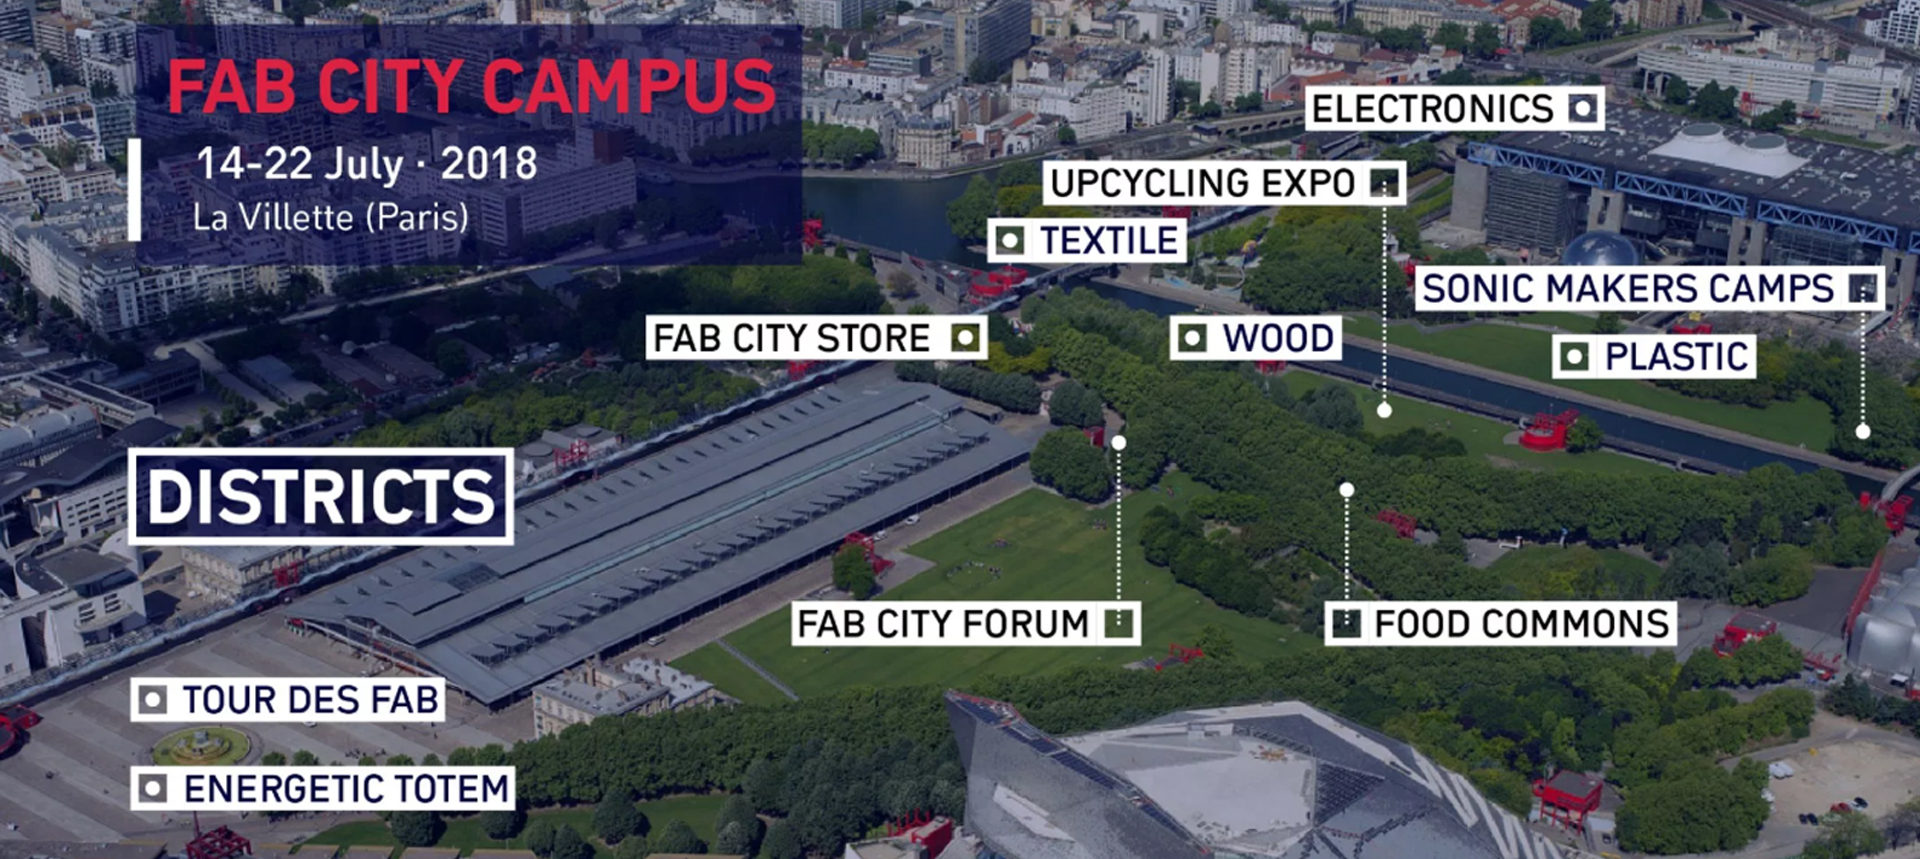 FAB CITY CAMPUS
14-22 July · 2018
La Villette (Paris)
ELECTRONICS
UPCYCLING EXPO
TEXTILE
SONIC MAKERS CAMPS
FAB CITY STORE
WOOD
PLASTIC
DISTRICTS
FAB CITY FORUM
FOOD COMMONS
TOUR DES FAB
ENERGETIC TOTEM